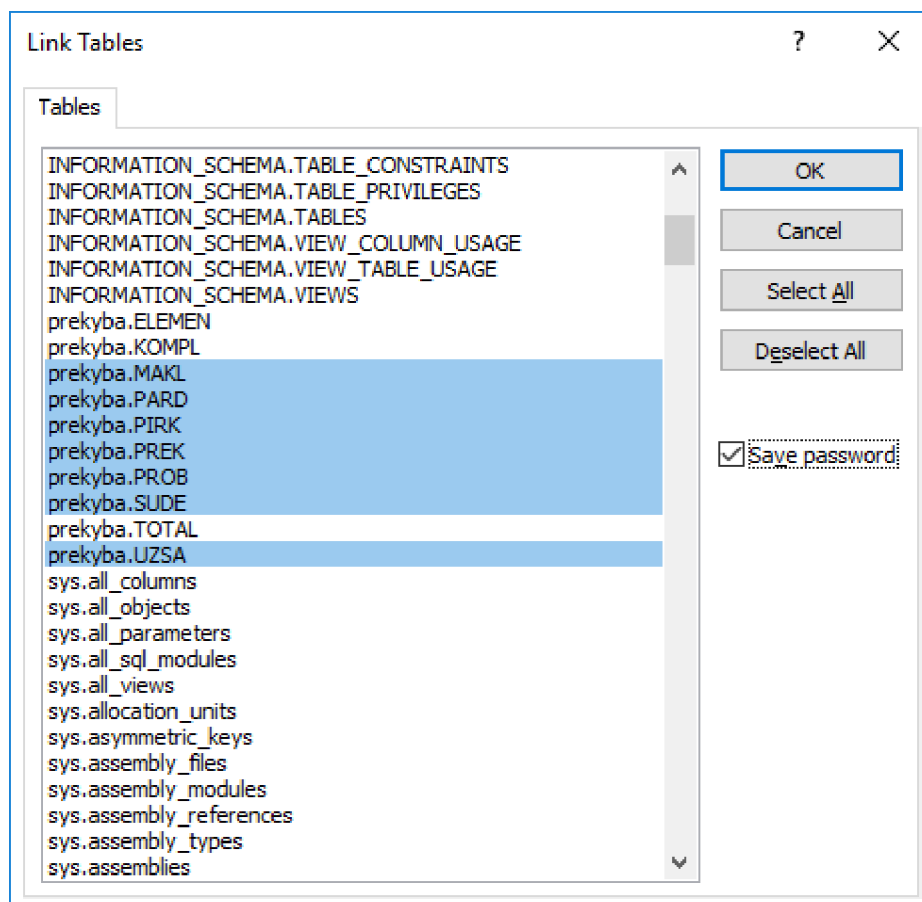 Link Tables
Tables
INFORMATION_SCHEMA.TABLE_CONSTRAINTS
INFORMATION_SCHEMA.TABLE_PRIVILEGES
INFORMATION_SCHEMA.TABLES
INFORMATION_SCHEMA.VIEW_COLUMN_USAGE
INFORMATION_SCHEMA.VIEW_TABLE_USAGE
INFORMATION_SCHEMA.VIEWS
prekyba.ELEMEN
prekyba.KOMPL
prekyba.MAKL
prekyba.PARD
prekyba.PIRK
prekyba.PREK
prekyba.PROB
prekyba.SUDE
prekyba.TOTAL
prekyba.UZSA
sys.all_columns
sys.all_objects
sys.all_parameters
sys.all_sql_modules
sys.all_views
sys.allocation_units
sys.asymmetric_keys
sys.assembly_files
sys.assembly_modules
sys.assembly_references
sys.assembly_types
sys.assemblies
OK
Cancel
Select All
Deselect All
Save password